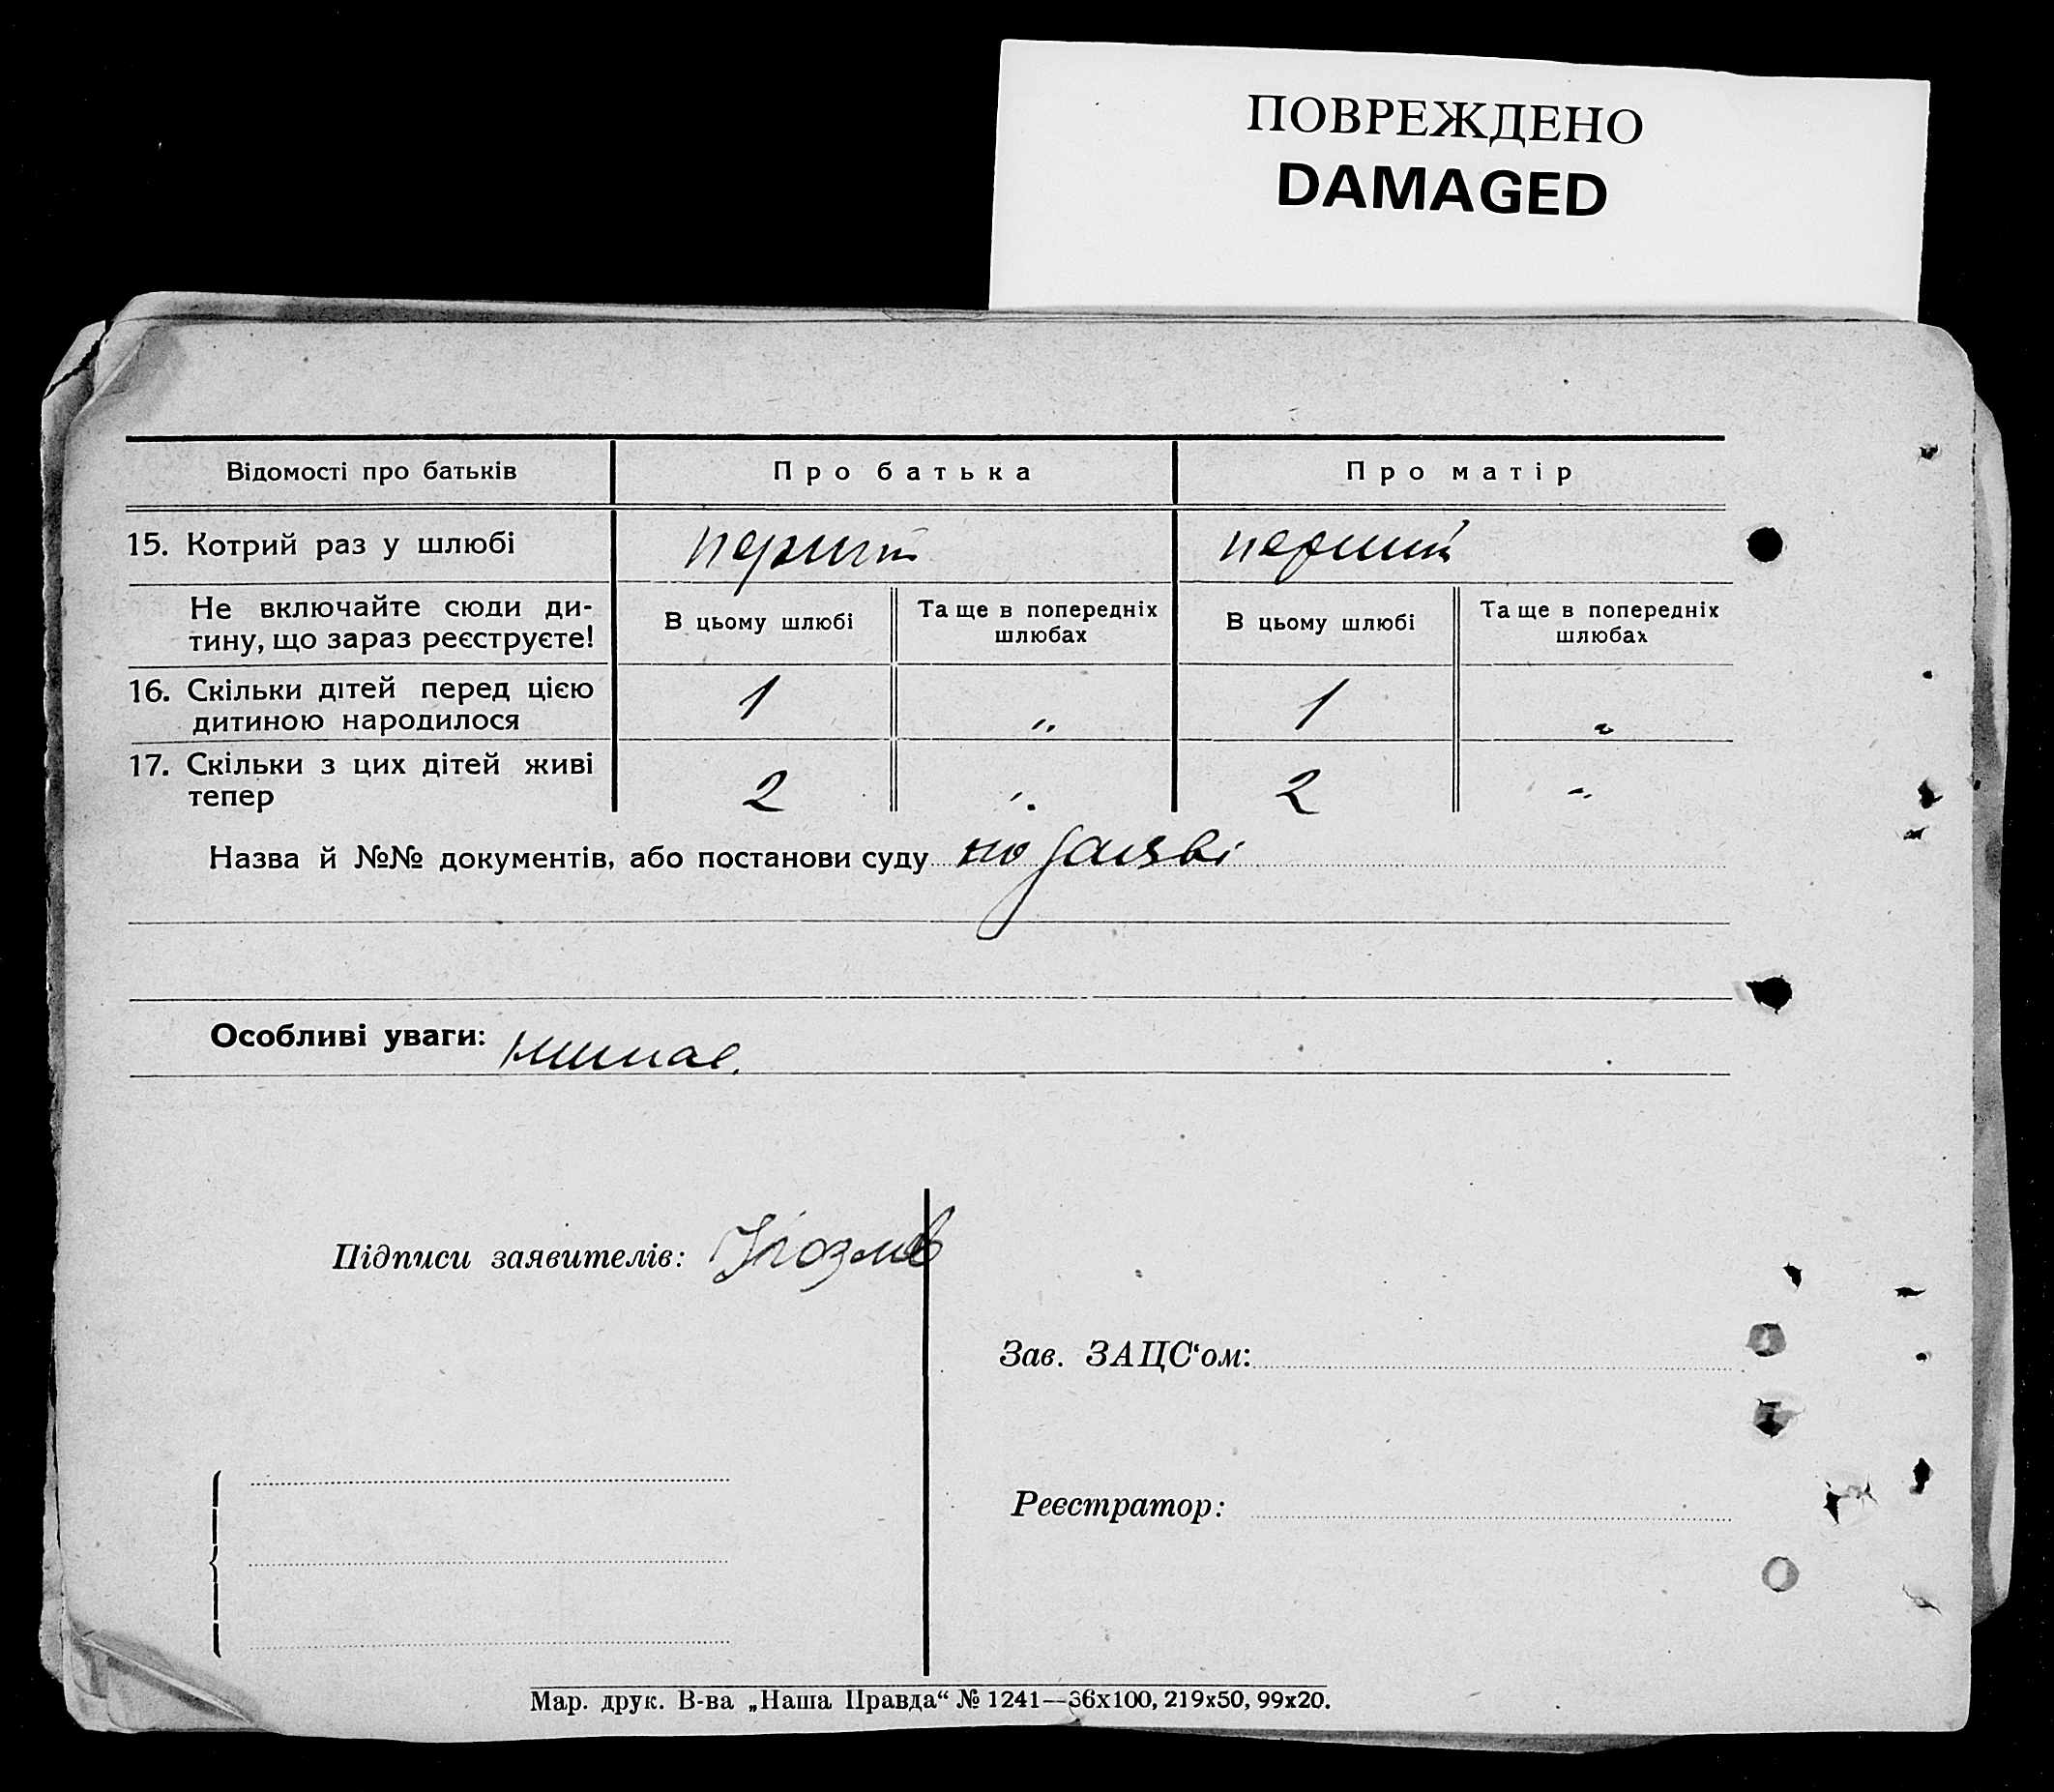 ПОВРЕЖДЕНО
DAMAGED
Відомості про батьків Про батька Про матір
15. Котрий раз у шлюбі перший перший
Не включайте сюди ди-
тину, що зараз реєструєте!
В цьому шлюбі Та ще в попередніх шлюбах В цьому шлюбі Та ще в попередніх шлюбах
16. Скільки дітей перед цією
дитиною народилося 1 „ 1 „
17. Скільки з цих дітей живі
тепер 2 „ 2 „
Назва й №№ документів, або постанови суду по заяві
Особливі уваги: немає.
Підписи заявителів:
Зав. ЗАЦС‘ом:
Реєстратор:
Мар. друк. В-ва „Наша Правда“ № 1241—36х100, 219х50, 99х20.